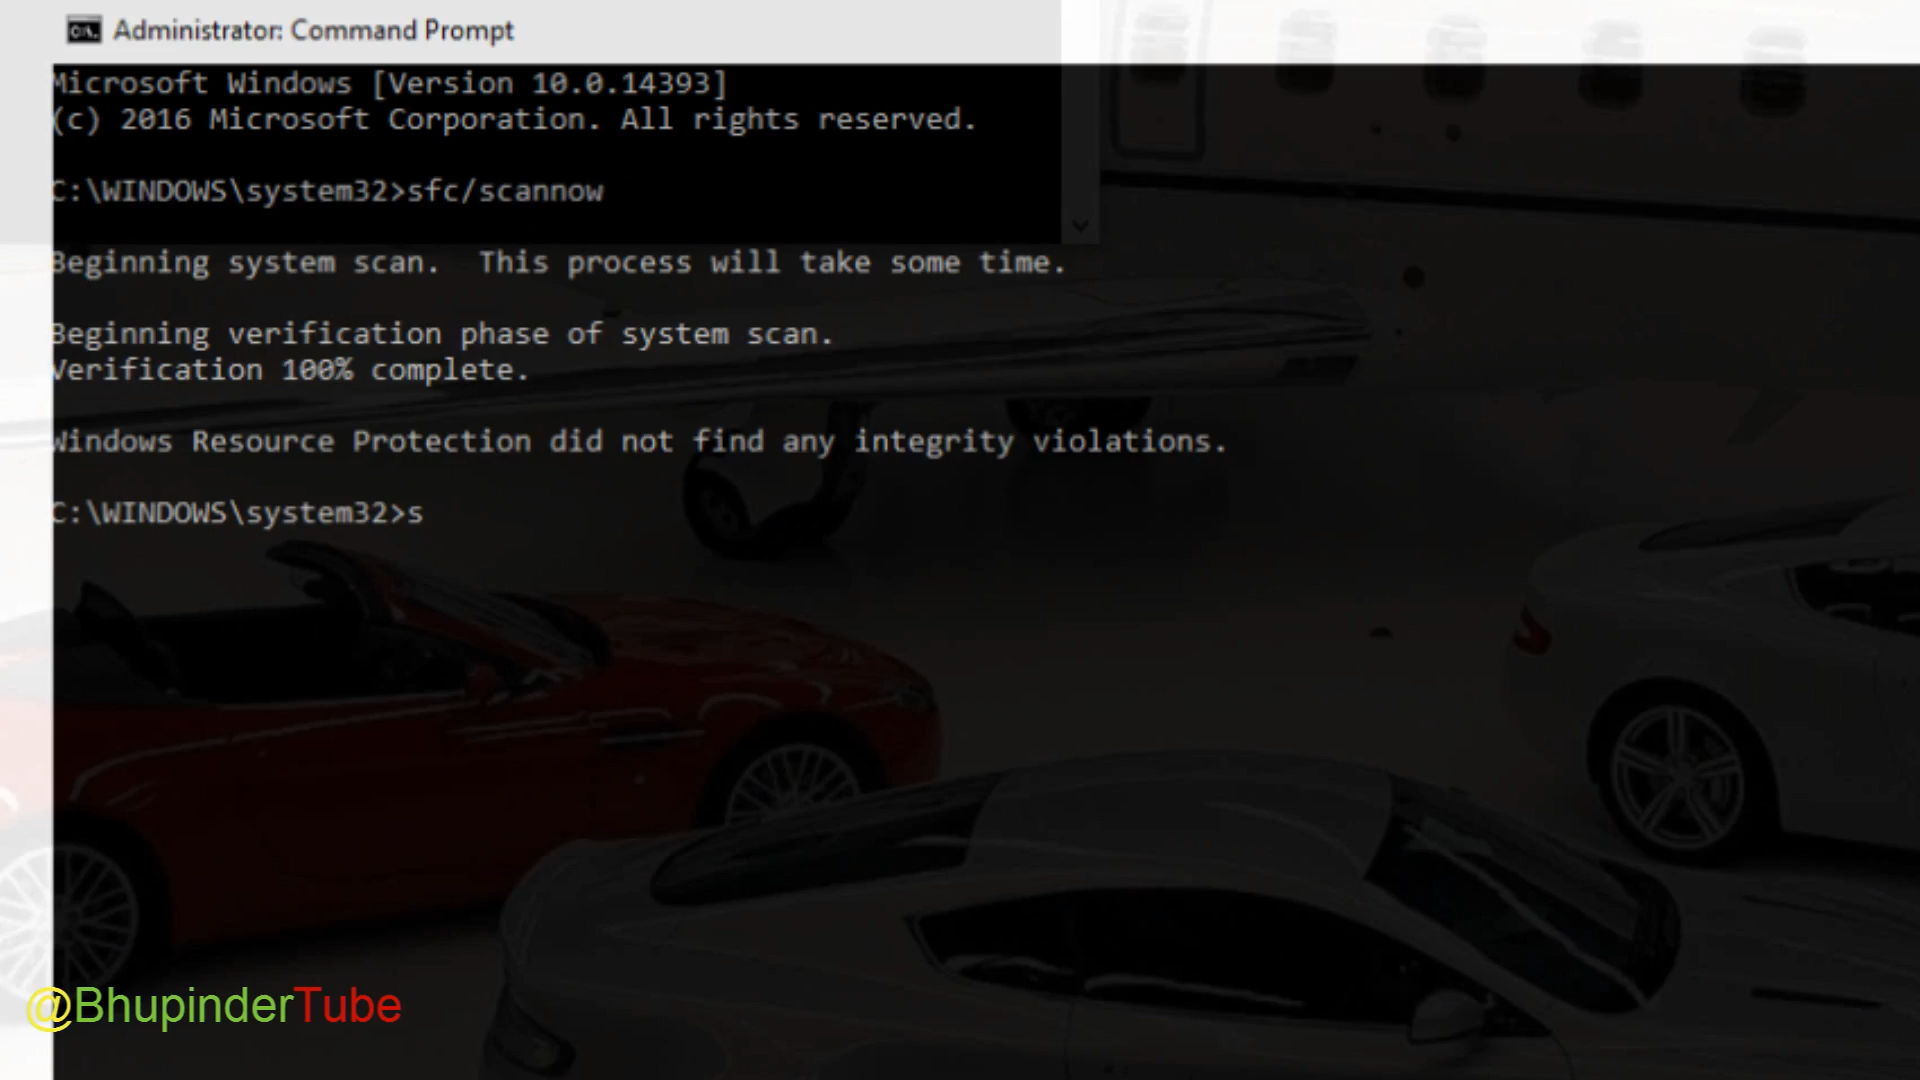 Administrator: Command Prompt
Microsoft Windows [Version 10.0.14393]
(c) 2016 Microsoft Corporation. All rights reserved.
C:\WINDOWS\system32>sfc/scannow
Beginning system scan.  This process will take some time.
Beginning verification phase of system scan.
Verification 100% complete.
Windows Resource Protection did not find any integrity violations.
C:\WINDOWS\system32>s
@BhupinderTube